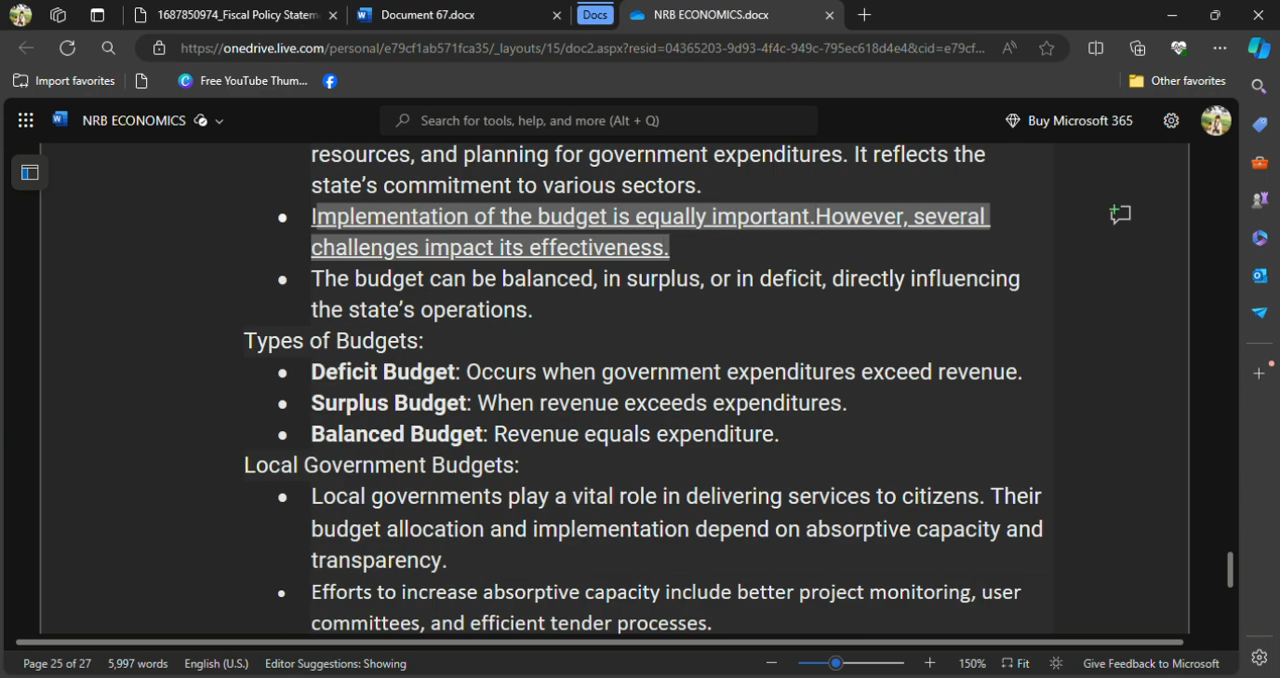 1687850974_Fiscal Policy Statem
Document 67.docx
Docs
NRB ECONOMICS.docx
https://onedrive.live.com/personal/e79cf1ab571fca35/_layouts/15/doc2.aspx?resid=04365203-9d93-4f4c-949c-795ec618d4e4&cid=e79cf...
Import favorites
Free YouTube Thum...
Other favorites
NRB ECONOMICS
Search for tools, help, and more (Alt + Q)
Buy Microsoft 365
resources, and planning for government expenditures. It reflects the
state’s commitment to various sectors.
• Implementation of the budget is equally important.However, several
challenges impact its effectiveness.
• The budget can be balanced, in surplus, or in deficit, directly influencing
the state’s operations.
Types of Budgets:
• Deficit Budget: Occurs when government expenditures exceed revenue.
• Surplus Budget: When revenue exceeds expenditures.
• Balanced Budget: Revenue equals expenditure.
Local Government Budgets:
• Local governments play a vital role in delivering services to citizens. Their
budget allocation and implementation depend on absorptive capacity and
transparency.
• Efforts to increase absorptive capacity include better project monitoring, user
committees, and efficient tender processes.
Page 25 of 27 5,997 words English (U.S.) Editor Suggestions: Showing 150% Fit Give Feedback to Microsoft